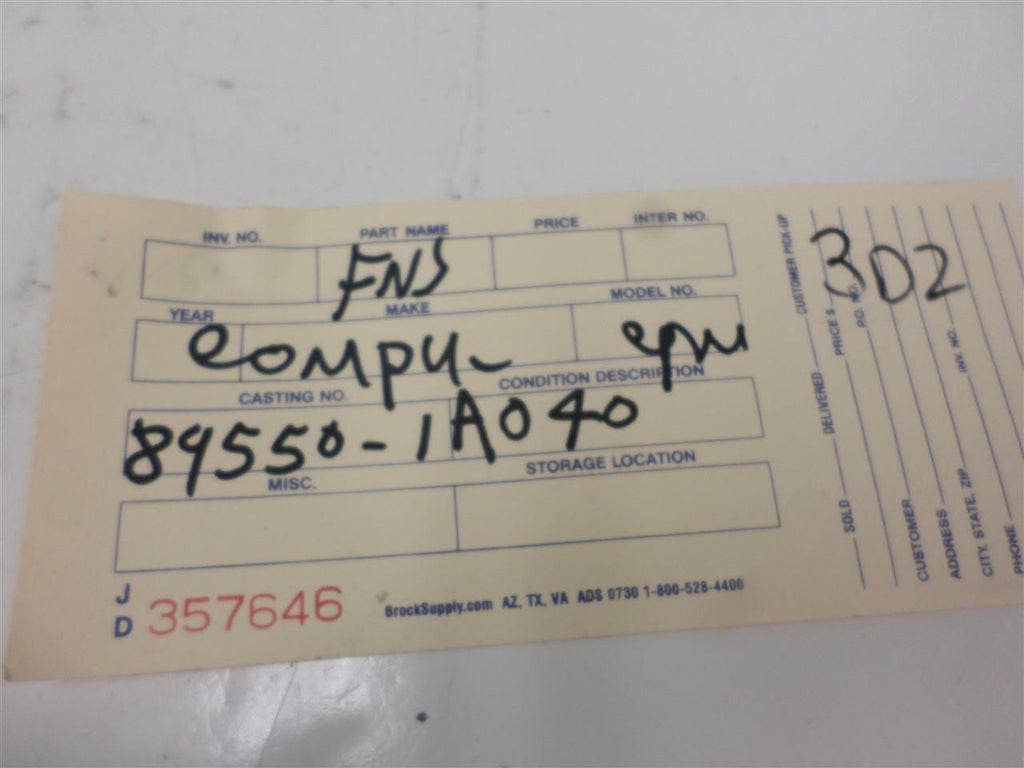 INV. NO. PART NAME PRICE INTER NO.
FNS
YEAR MAKE MODEL NO.
COMPU-
CASTING NO. CONDITION DESCRIPTION
89550-1A040
MISC. STORAGE LOCATION
J
D
357646
BrockSupply.com AZ, TX, VA ADS 0730 1-800-528-4400
3D2
SOLD DELIVERED CUSTOMER PICK-UP
PRICE $
P.O. NO.
CUSTOMER
ADDRESS INV. NO.
CITY, STATE, ZIP
PHONE